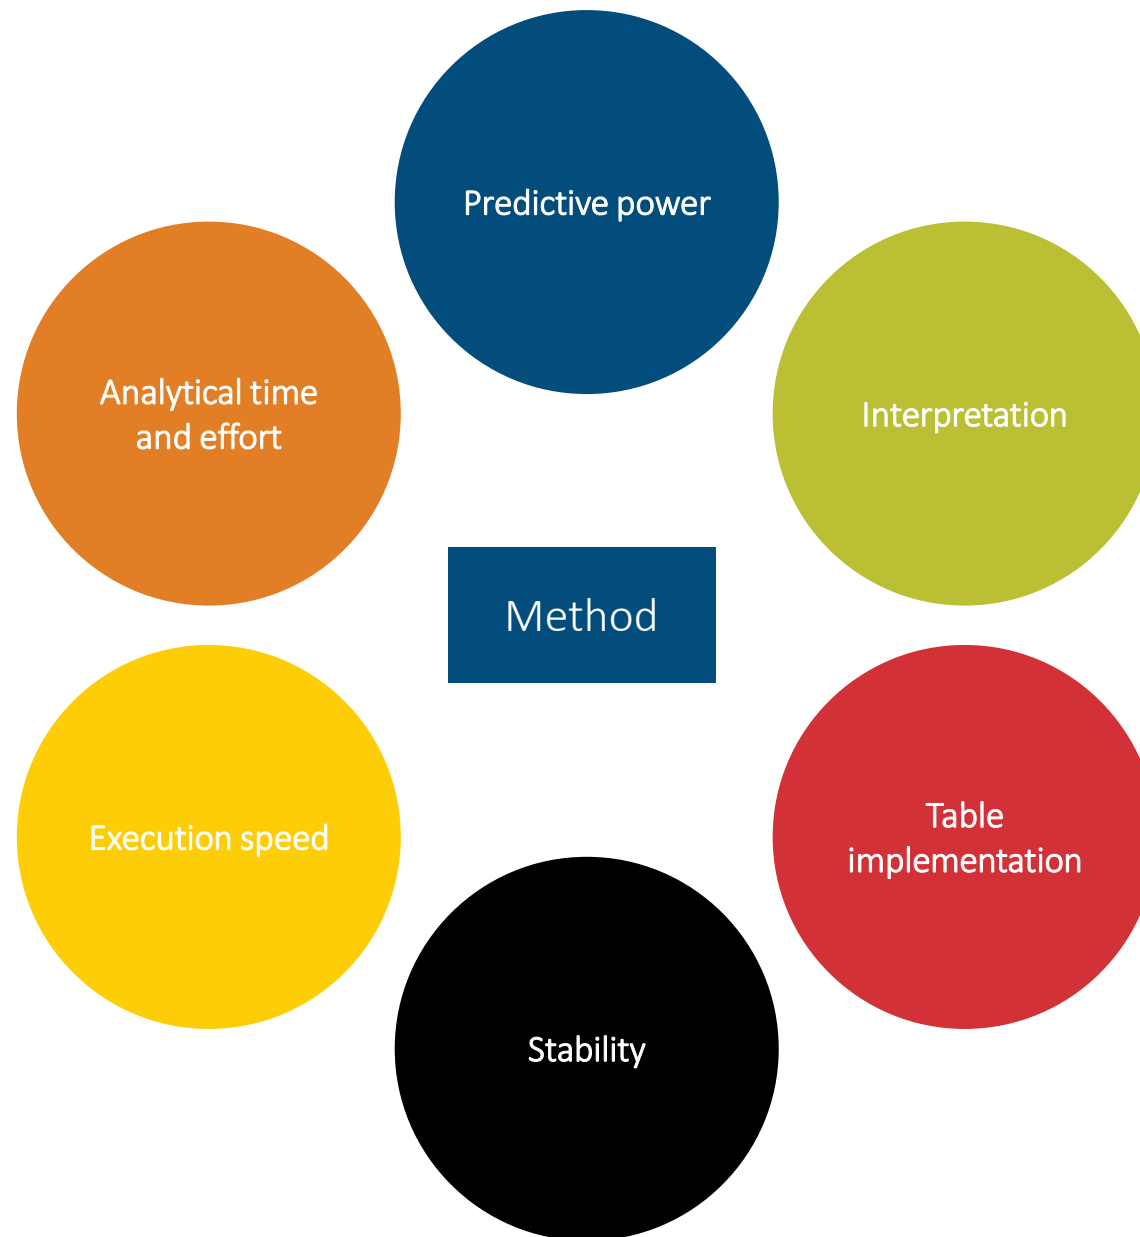 Predictive power
Analytical time
and effort
Interpretation
Method
Execution speed
Table
implementation
Stability